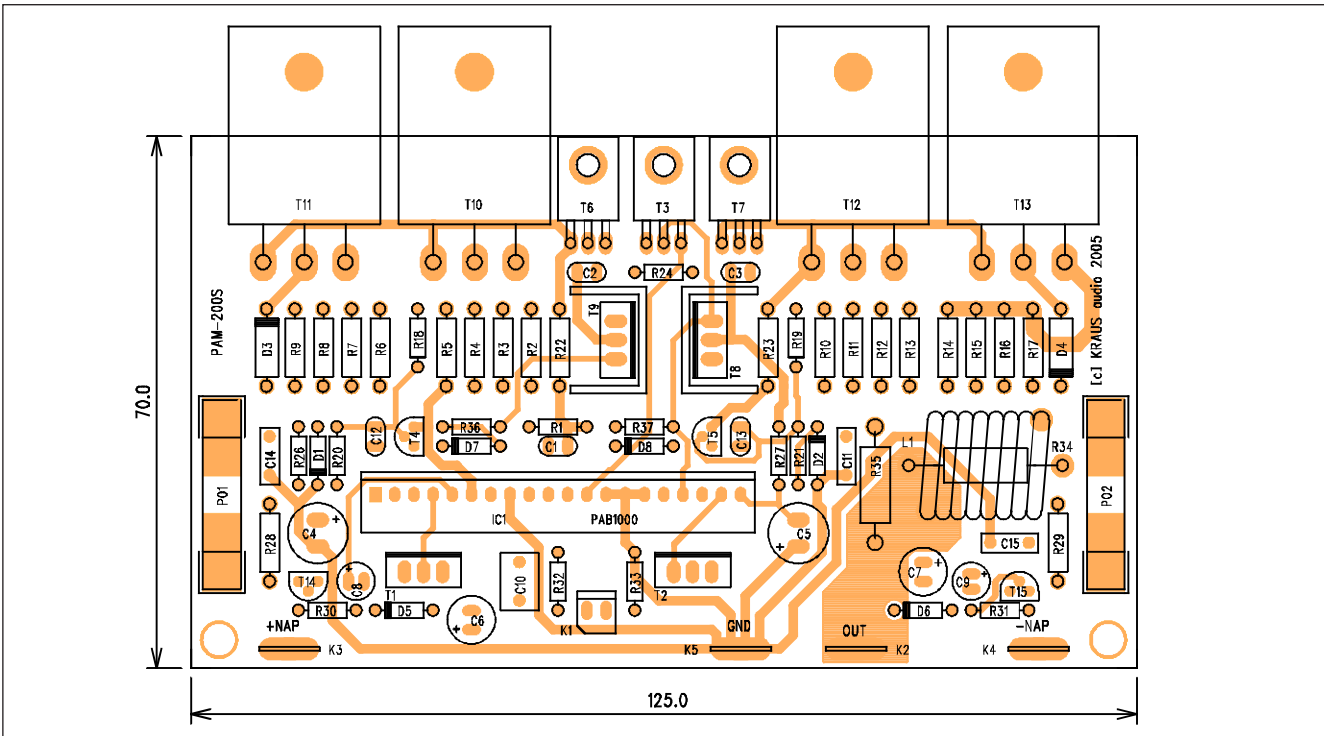 T11
T10
T6
T3
T7
T12
T13
C2
R24
C3
PAM-200S
D3
R9
R8
R7
R6
R18
R5
R4
R3
R2
R22
T9
T8
R23
R19
R10
R11
R12
R13
R14
R15
R16
R17
D4
[c] KRAUS audio 2005
70.0
P01
C14
R26
D1
R20
C12
T4
R36
D7
R1
C1
R37
D8
T5
C13
R27
R21
D2
C11
R35
L1
R34
P02
IC1
PAB1000
R28
C4
C5
C15
R29
T14
C8
T1
C10
R32
R33
T2
C7
C9
T15
R30
D5
C6
K1
D6
R31
+NAP
GND
OUT
-NAP
K3
K5
K2
K4
125.0